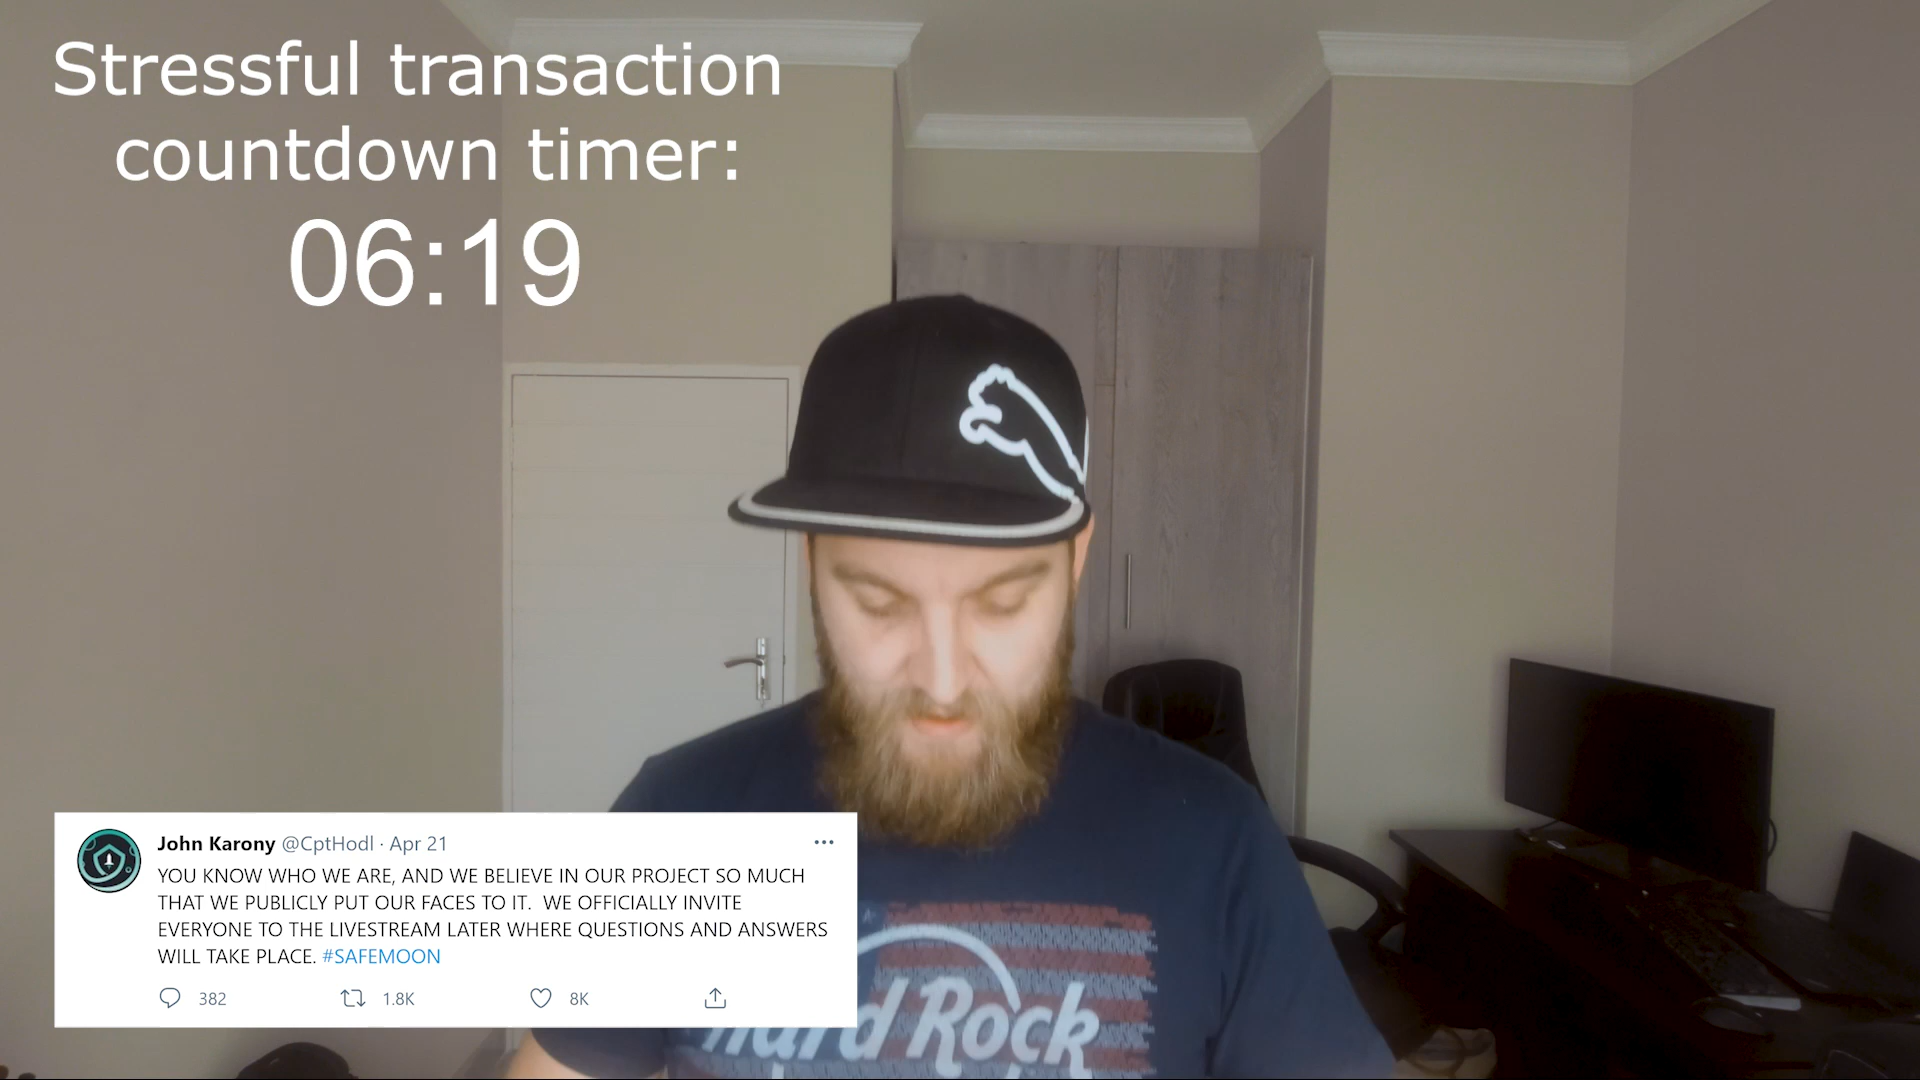 Stressful transaction
countdown timer:
06:19
John Karony @CptHodl · Apr 21
YOU KNOW WHO WE ARE, AND WE BELIEVE IN OUR PROJECT SO MUCH
THAT WE PUBLICLY PUT OUR FACES TO IT.  WE OFFICIALLY INVITE
EVERYONE TO THE LIVESTREAM LATER WHERE QUESTIONS AND ANSWERS
WILL TAKE PLACE. #SAFEMOON
382 1.8K 8K
Hard Rock